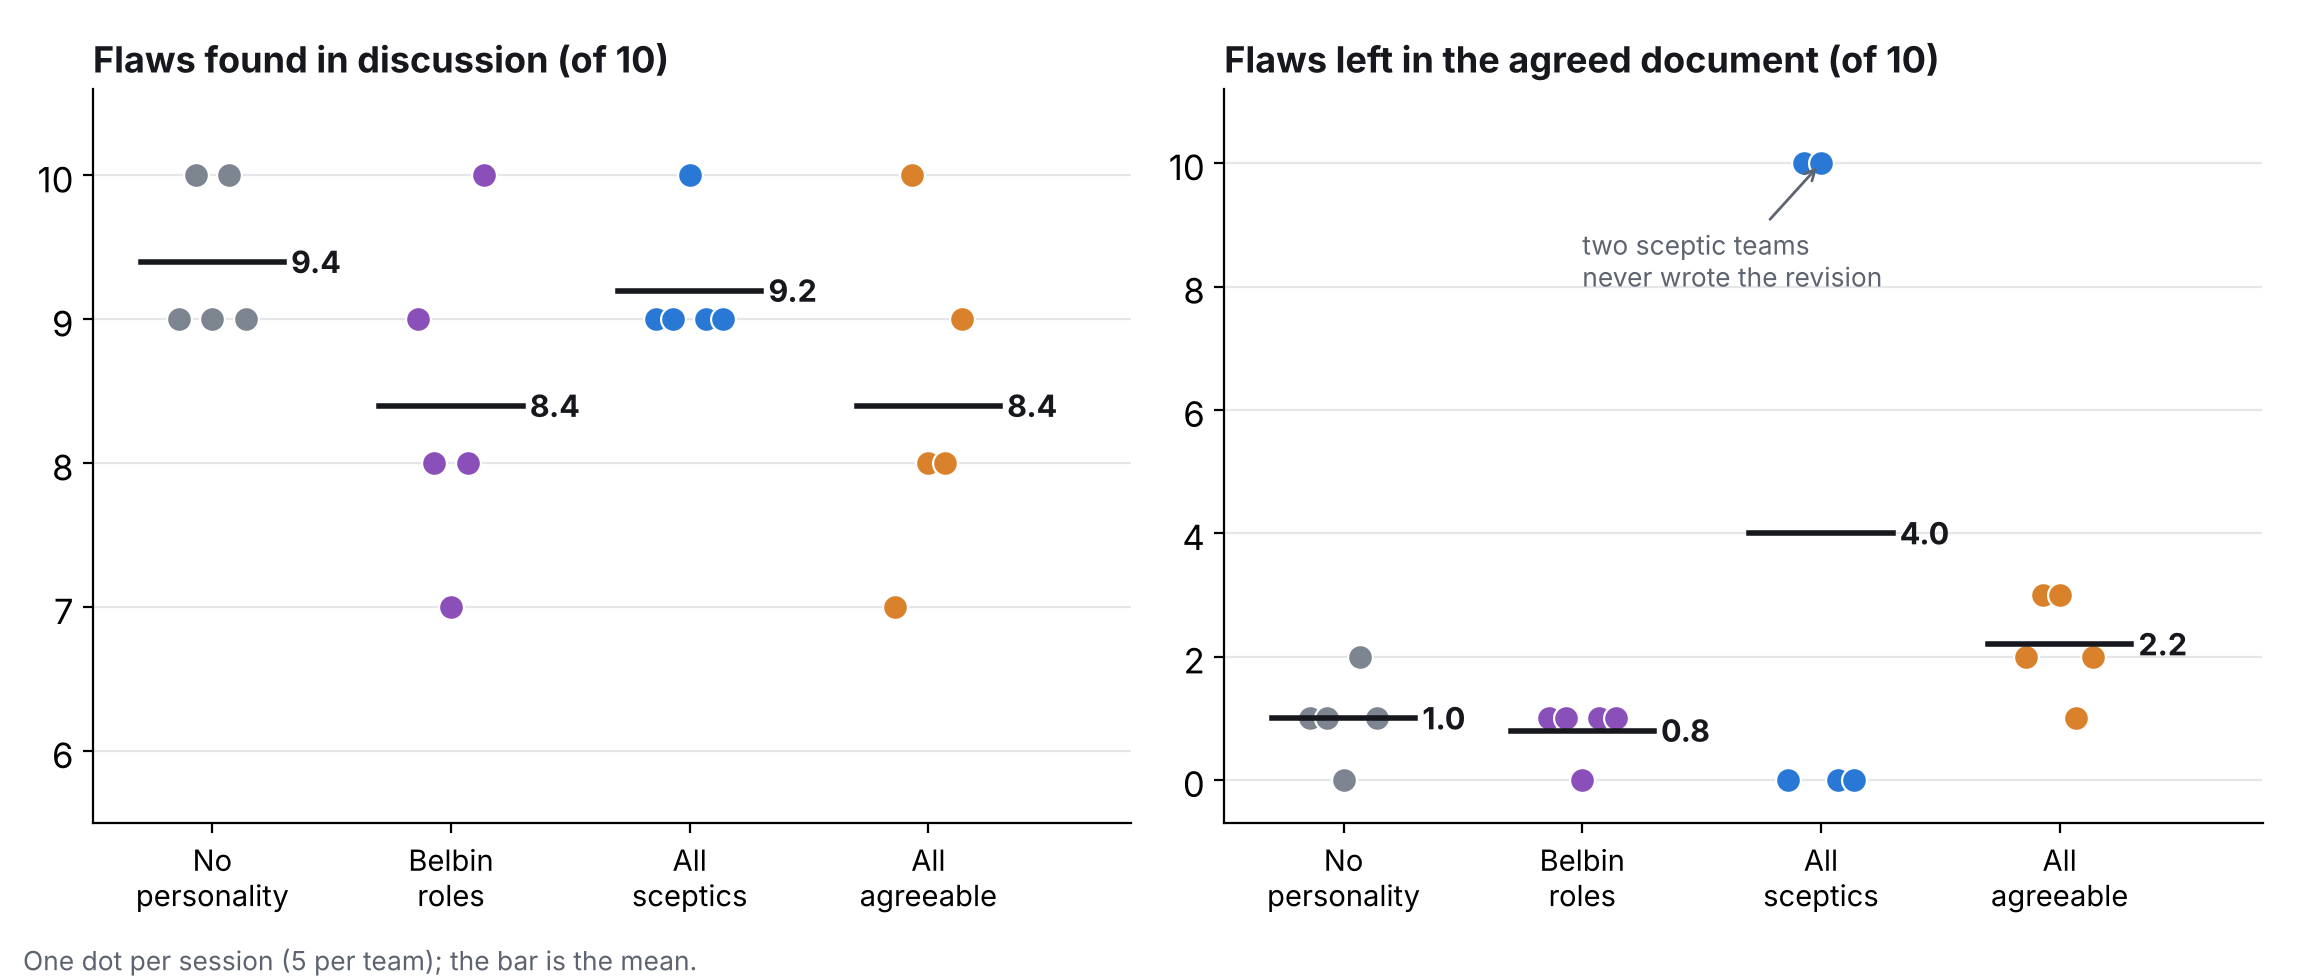 Flaws found in discussion (of 10)
10
9
8
7
6
9.4
8.4
9.2
8.4
No
personality
Belbin
roles
All
sceptics
All
agreeable
Flaws left in the agreed document (of 10)
10
8
6
4
2
0
two sceptic teams
never wrote the revision
1.0
0.8
4.0
2.2
No
personality
Belbin
roles
All
sceptics
All
agreeable
One dot per session (5 per team); the bar is the mean.